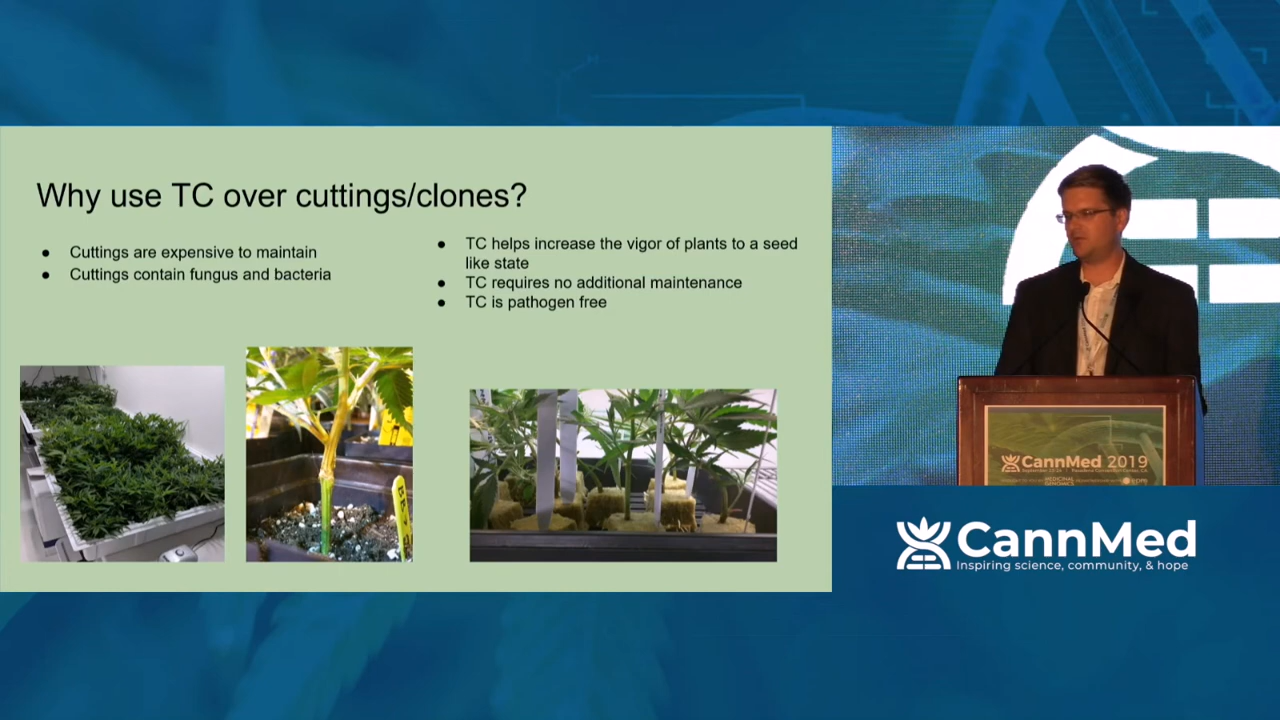 Why use TC over cuttings/clones?
● Cuttings are expensive to maintain
● Cuttings contain fungus and bacteria
● TC helps increase the vigor of plants to a seed
like state
● TC requires no additional maintenance
● TC is pathogen free
CannMed 2019
MEDICINAL
GENOMICS
CannMed
Inspiring science, community, & hope